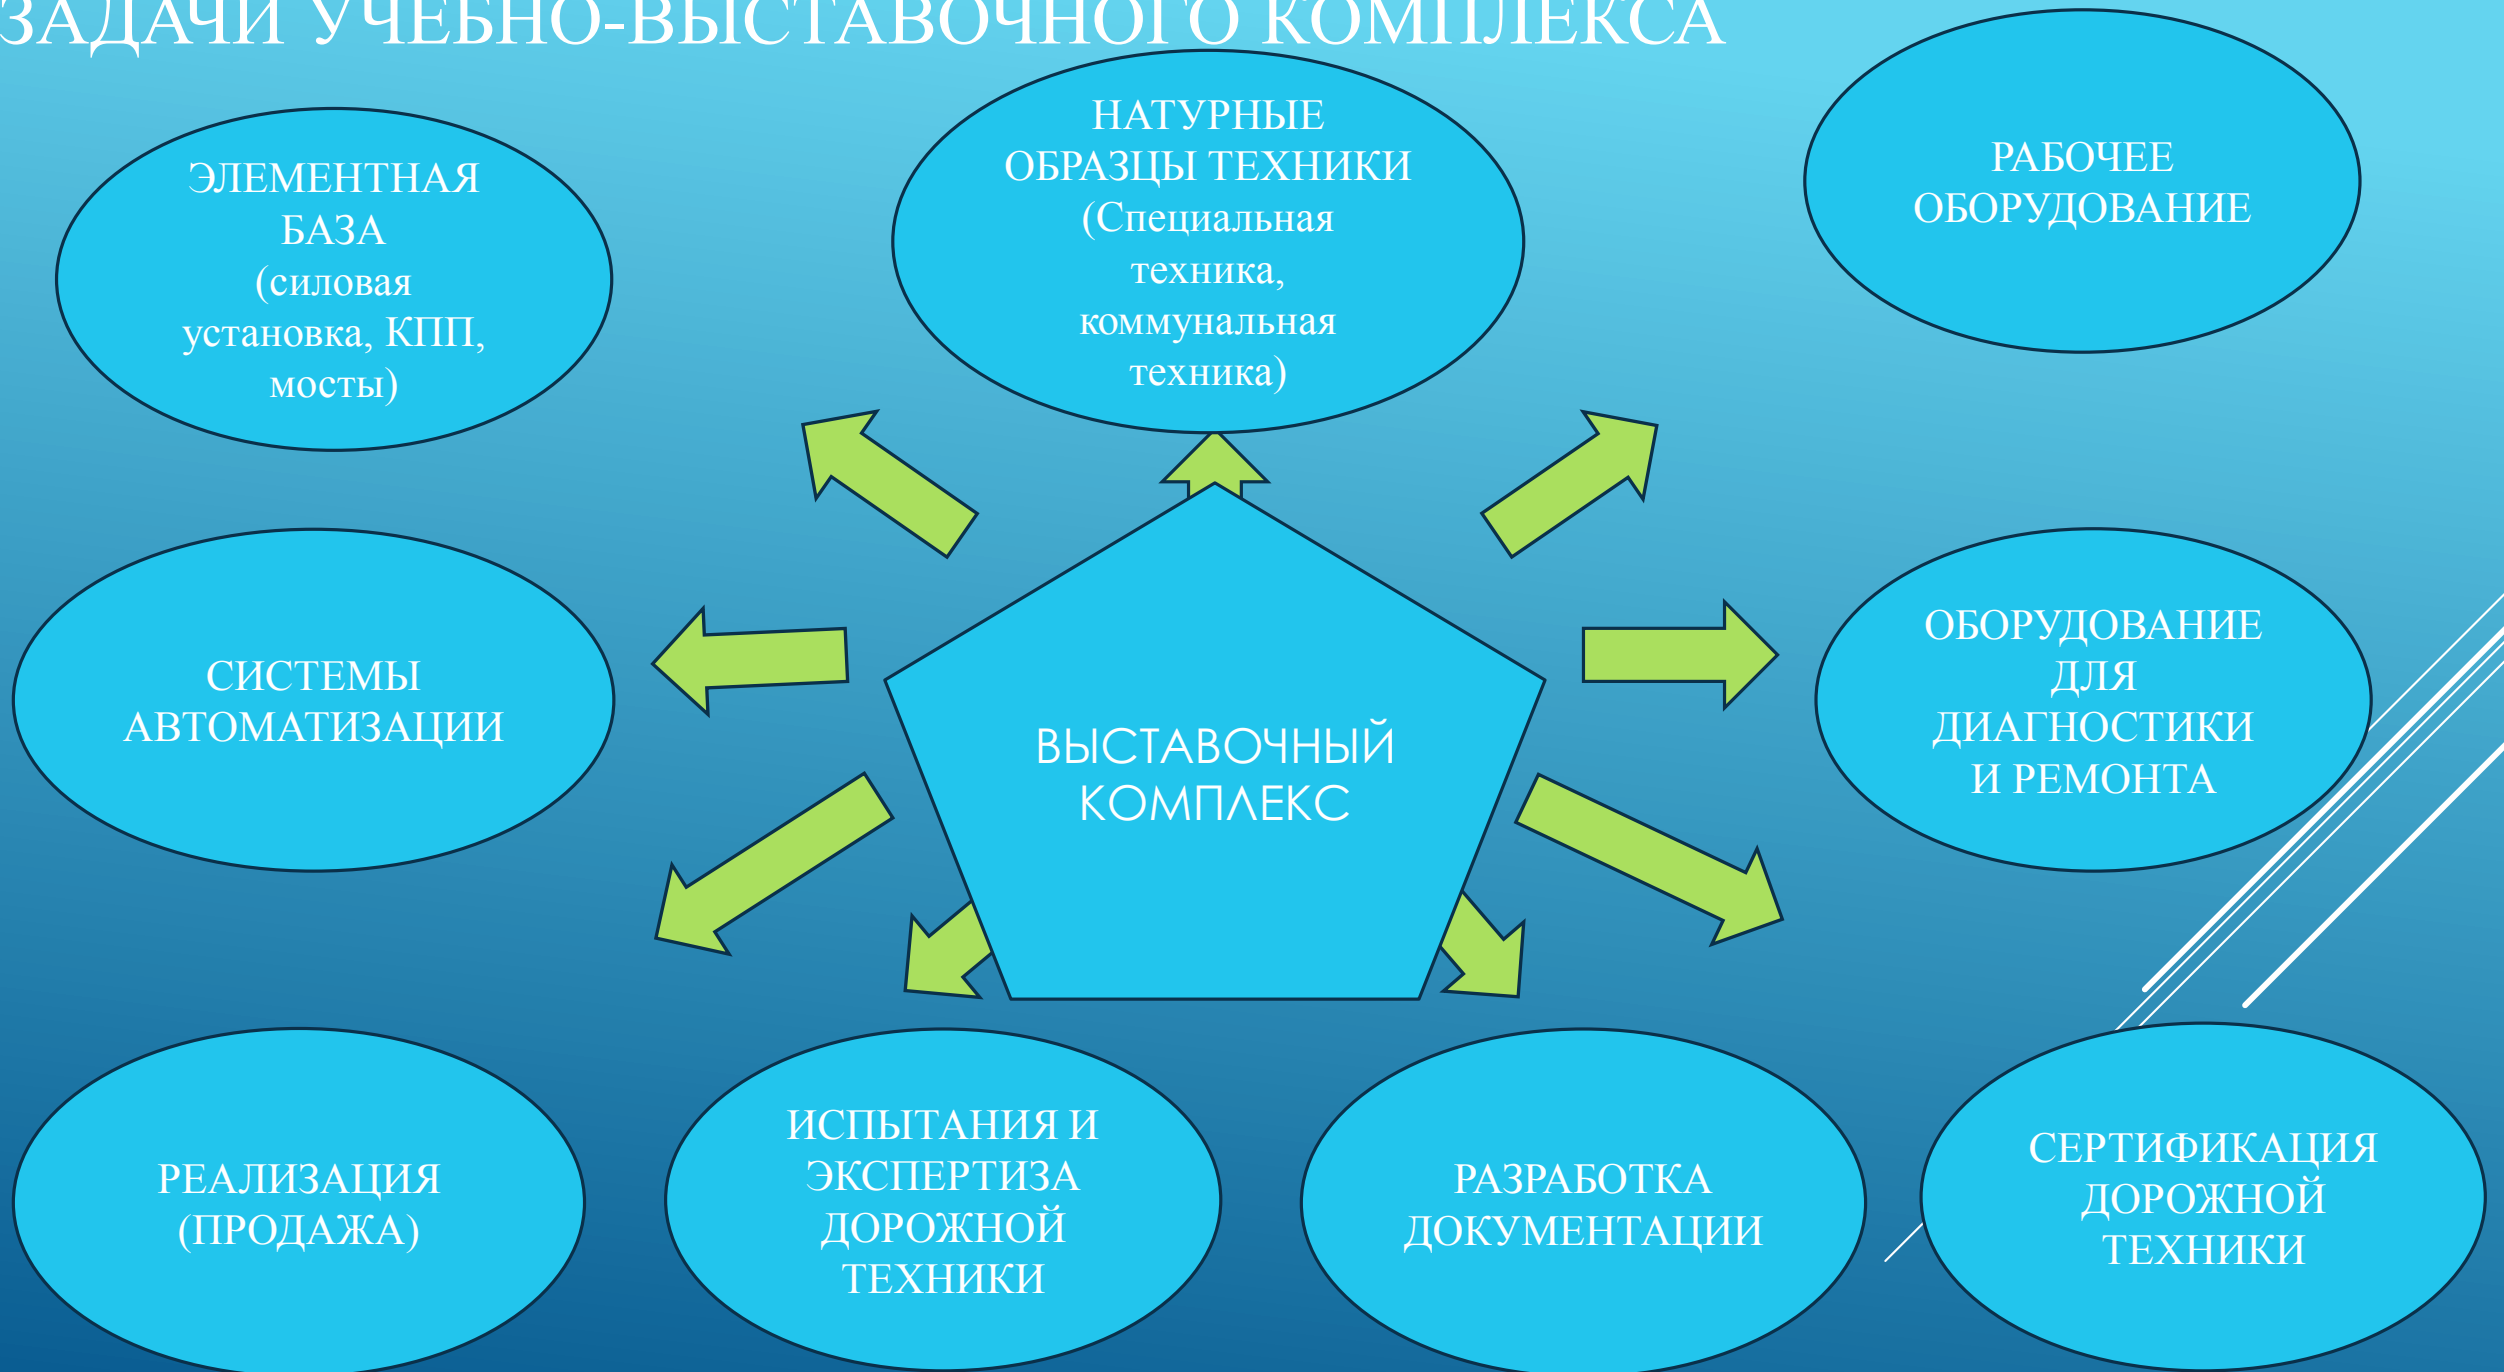 ЗАДАЧИ УЧЕБНО-ВЫСТАВОЧНОГО КОМПЛЕКСА
ЭЛЕМЕНТНАЯ
БАЗА
(силовая
установка, КПП,
мосты)
НАТУРНЫЕ
ОБРАЗЦЫ ТЕХНИКИ
(Специальная
техника,
коммунальная
техника)
РАБОЧЕЕ
ОБОРУДОВАНИЕ
СИСТЕМЫ
АВТОМАТИЗАЦИИ
ВЫСТАВОЧНЫЙ
КОМПЛЕКС
ОБОРУДОВАНИЕ
ДЛЯ
ДИАГНОСТИКИ
И РЕМОНТА
РЕАЛИЗАЦИЯ
(ПРОДАЖА)
ИСПЫТАНИЯ И
ЭКСПЕРТИЗА
ДОРОЖНОЙ
ТЕХНИКИ
РАЗРАБОТКА
ДОКУМЕНТАЦИИ
СЕРТИФИКАЦИЯ
ДОРОЖНОЙ
ТЕХНИКИ